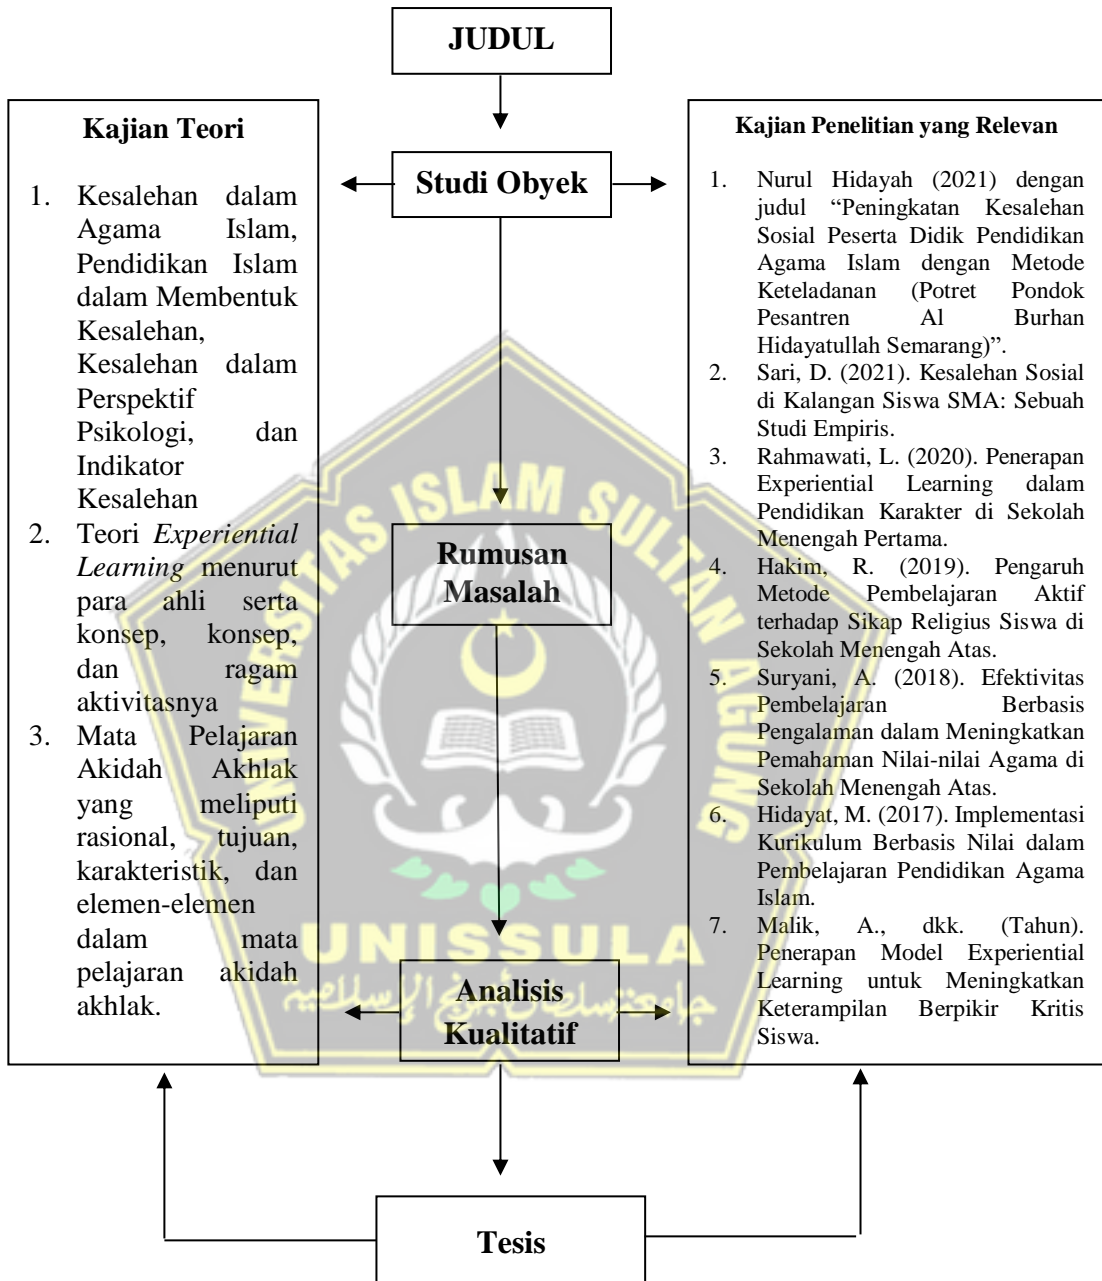 JUDUL
Kajian Teori
1. Kesalehan dalam
Agama Islam,
Pendidikan Islam
dalam Membentuk
Kesalehan,
Kesalehan dalam
Perspektif
Psikologi, dan
Indikator
Kesalehan
2. Teori Experiential
Learning menurut
para ahli serta
konsep, konsep,
dan ragam
aktivitasnya
3. Mata Pelajaran
Akidah Akhlak
yang meliputi
rasional, tujuan,
karakteristik, dan
elemen-elemen
dalam mata
pelajaran akidah
akhlak.
Studi Obyek
Rumusan
Masalah
Analisis
Kualitatif
Kajian Penelitian yang Relevan
1. Nurul Hidayah (2021) dengan
judul “Peningkatan Kesalehan
Sosial Peserta Didik Pendidikan
Agama Islam dengan Metode
Keteladanan (Potret Pondok
Pesantren Al Burhan
Hidayatullah Semarang)”.
2. Sari, D. (2021). Kesalehan Sosial
di Kalangan Siswa SMA: Sebuah
Studi Empiris.
3. Rahmawati, L. (2020). Penerapan
Experiential Learning dalam
Pendidikan Karakter di Sekolah
Menengah Pertama.
4. Hakim, R. (2019). Pengaruh
Metode Pembelajaran Aktif
terhadap Sikap Religius Siswa di
Sekolah Menengah Atas.
5. Suryani, A. (2018). Efektivitas
Pembelajaran Berbasis
Pengalaman dalam Meningkatkan
Pemahaman Nilai-nilai Agama di
Sekolah Menengah Atas.
6. Hidayat, M. (2017). Implementasi
Kurikulum Berbasis Nilai dalam
Pembelajaran Pendidikan Agama
Islam.
7. Malik, A., dkk. (Tahun).
Penerapan Model Experiential
Learning untuk Meningkatkan
Keterampilan Berpikir Kritis
Siswa.
Tesis
UNIVERSITAS ISLAM SULTAN AGUNG
UNISSULA